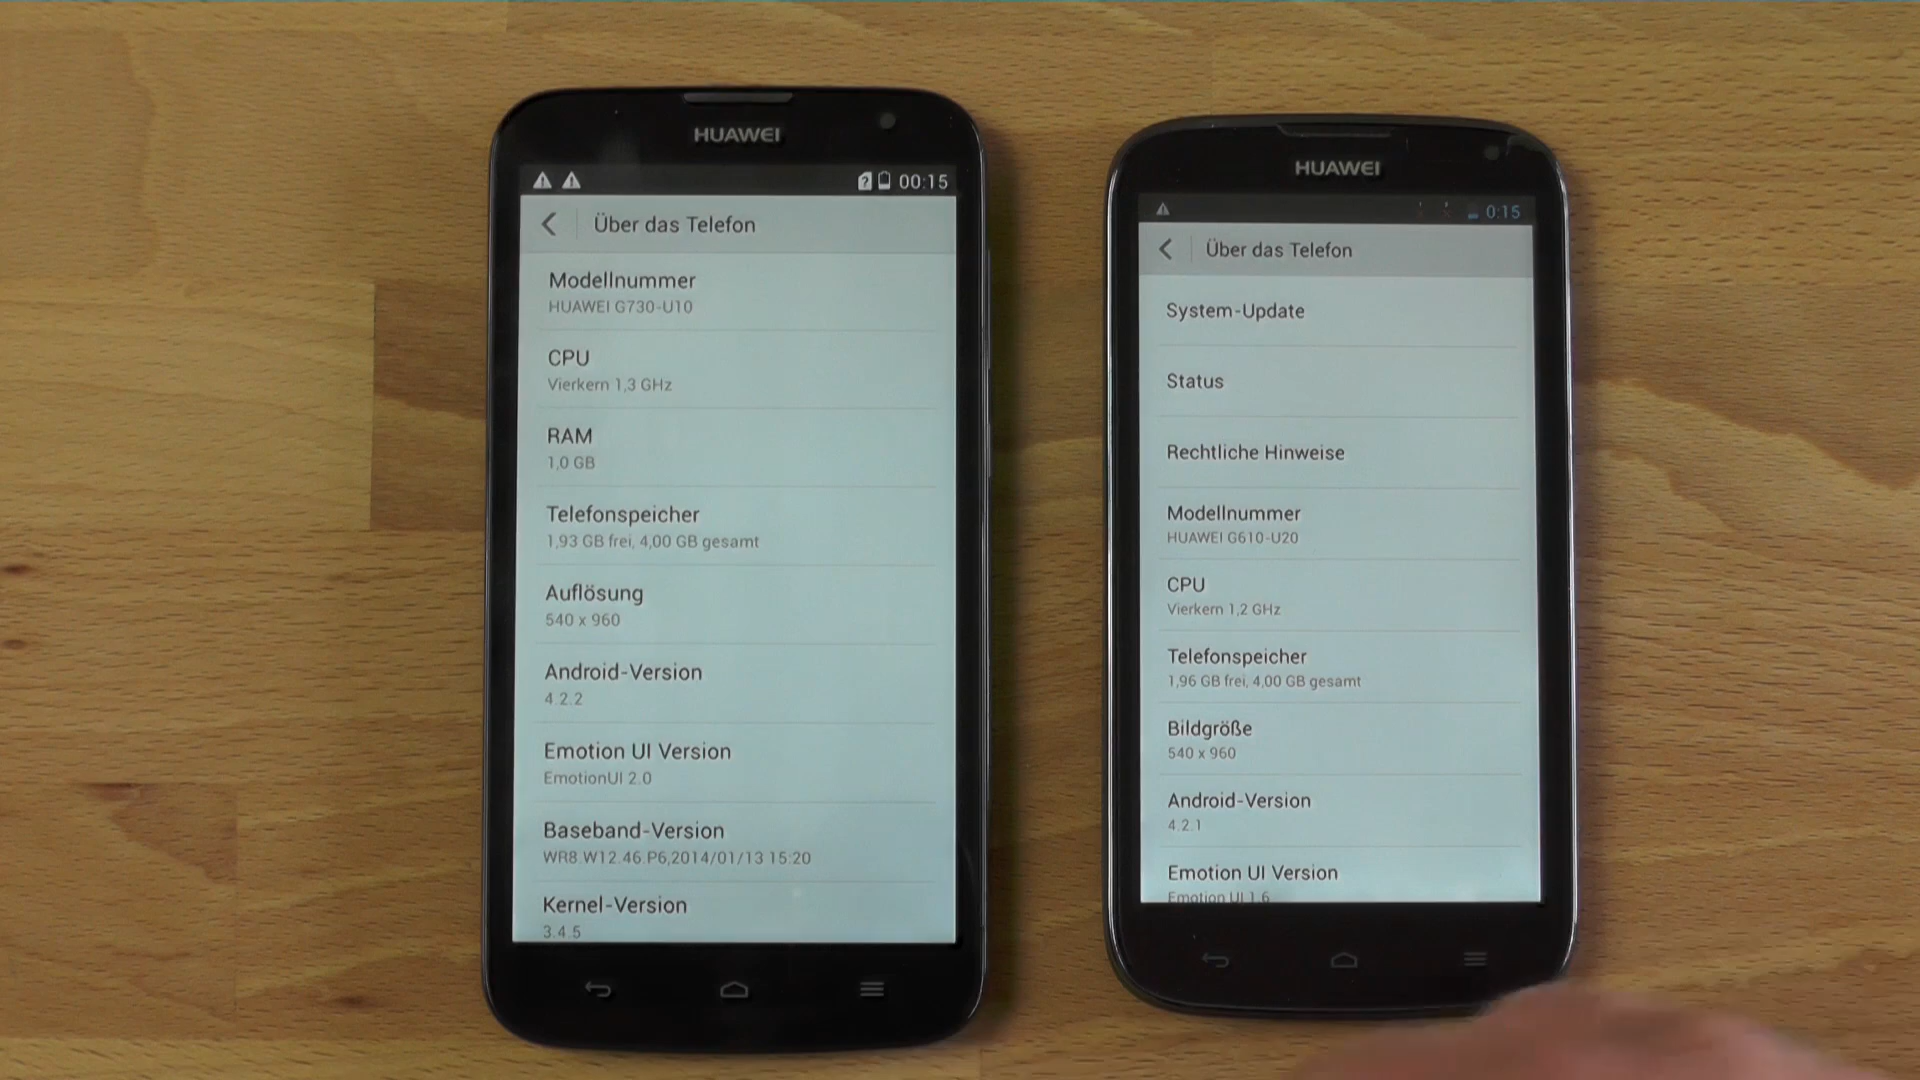 HUAWEI
00:15
Über das Telefon
Modellnummer
HUAWEI G730-U10
CPU
Vierkern 1,3 GHz
RAM
1,0 GB
Telefonspeicher
1,93 GB frei, 4,00 GB gesamt
Auflösung
540 x 960
Android-Version
4.2.2
Emotion UI Version
EmotionUI 2.0
Baseband-Version
WR8.W12.46.P6,2014/01/13 15:20
Kernel-Version
3.4.5
HUAWEI
0:15
Über das Telefon
System-Update
Status
Rechtliche Hinweise
Modellnummer
HUAWEI G610-U20
CPU
Vierkern 1,2 GHz
Telefonspeicher
1,96 GB frei, 4,00 GB gesamt
Bildgröße
540 x 960
Android-Version
4.2.1
Emotion UI Version
Emotion UI 1.6